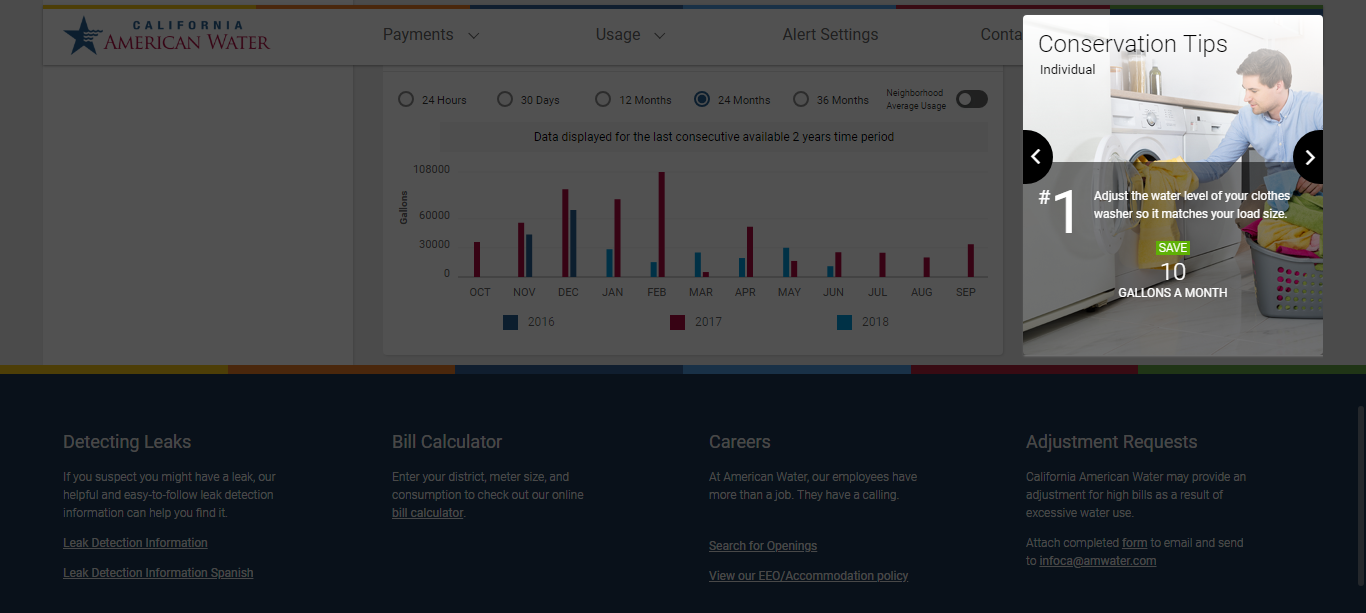 CALIFORNIA
AMERICAN WATER
Payments
Usage
Alert Settings
Conta
24 Hours
30 Days
12 Months
24 Months
36 Months
Neighborhood
Average Usage
Data displayed for the last consecutive available 2 years time period
Gallons
108000
60000
30000
0
OCT NOV DEC JAN FEB MAR APR MAY JUN JUL AUG SEP
2016 2017 2018
Conservation Tips
Individual
#1
Adjust the water level of your clothes
washer so it matches your load size.
SAVE
10
GALLONS A MONTH
Detecting Leaks
If you suspect you might have a leak, our
helpful and easy-to-follow leak detection
information can help you find it.
Leak Detection Information
Leak Detection Information Spanish
Bill Calculator
Enter your district, meter size, and
consumption to check out our online
bill calculator.
Careers
At American Water, our employees have
more than a job. They have a calling.
Search for Openings
View our EEO/Accommodation policy
Adjustment Requests
California American Water may provide an
adjustment for high bills as a result of
excessive water use.
Attach completed form to email and send
to infoca@amwater.com